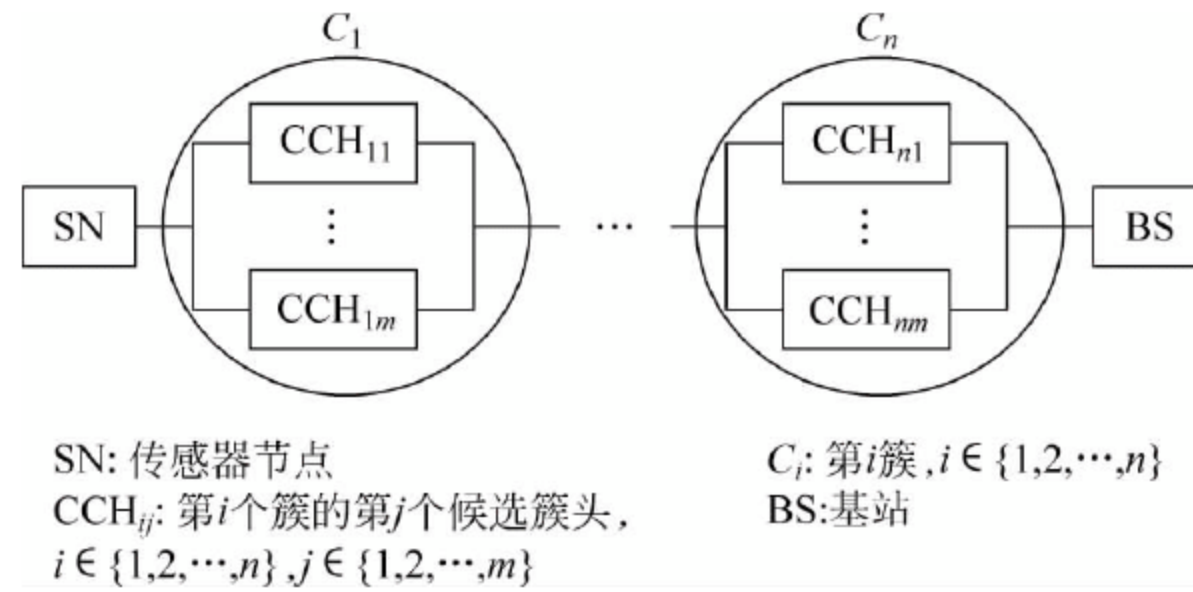 C₁ Cₙ
CCH₁₁ CCHₙ₁
SN ⋮ ⋯ ⋮ BS
CCH₁ₘ CCHₙₘ
SN: 传感器节点
CCHᵢⱼ: 第i个簇的第j个候选簇头,
i∈{1,2,⋯,n},j∈{1,2,⋯,m}
Cᵢ: 第i簇,i∈{1,2,⋯,n}
BS:基站